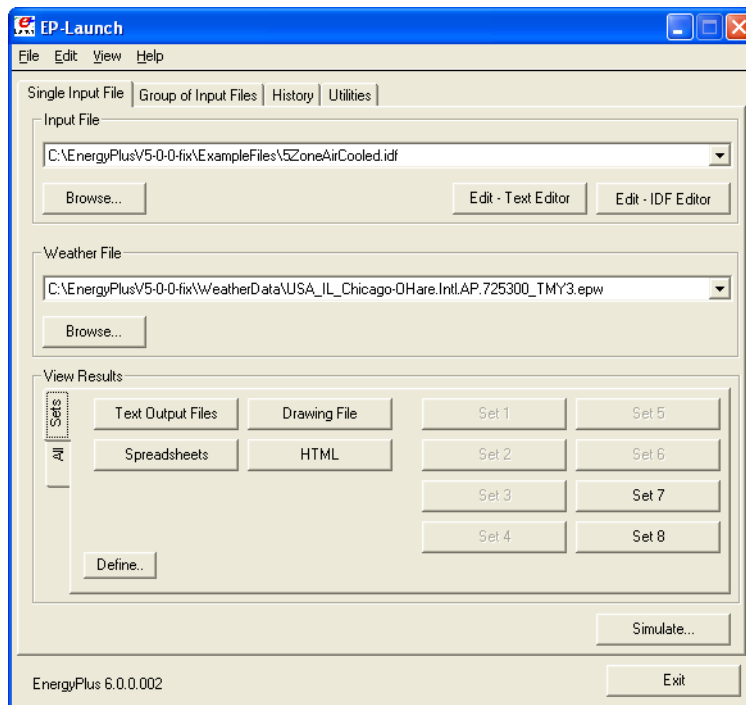 EP-Launch
File Edit View Help
Single Input File Group of Input Files History Utilities
Input File
C:\EnergyPlusV5-0-0-fix\ExampleFiles\5ZoneAirCooled.idf
Browse... Edit - Text Editor Edit - IDF Editor
Weather File
C:\EnergyPlusV5-0-0-fix\WeatherData\USA_IL_Chicago-OHare.Intl.AP.725300_TMY3.epw
Browse...
View Results
Sets
All
Text Output Files Drawing File Set 1 Set 5
Spreadsheets HTML Set 2 Set 6
Set 3 Set 7
Set 4 Set 8
Define..
Simulate...
EnergyPlus 6.0.0.002 Exit